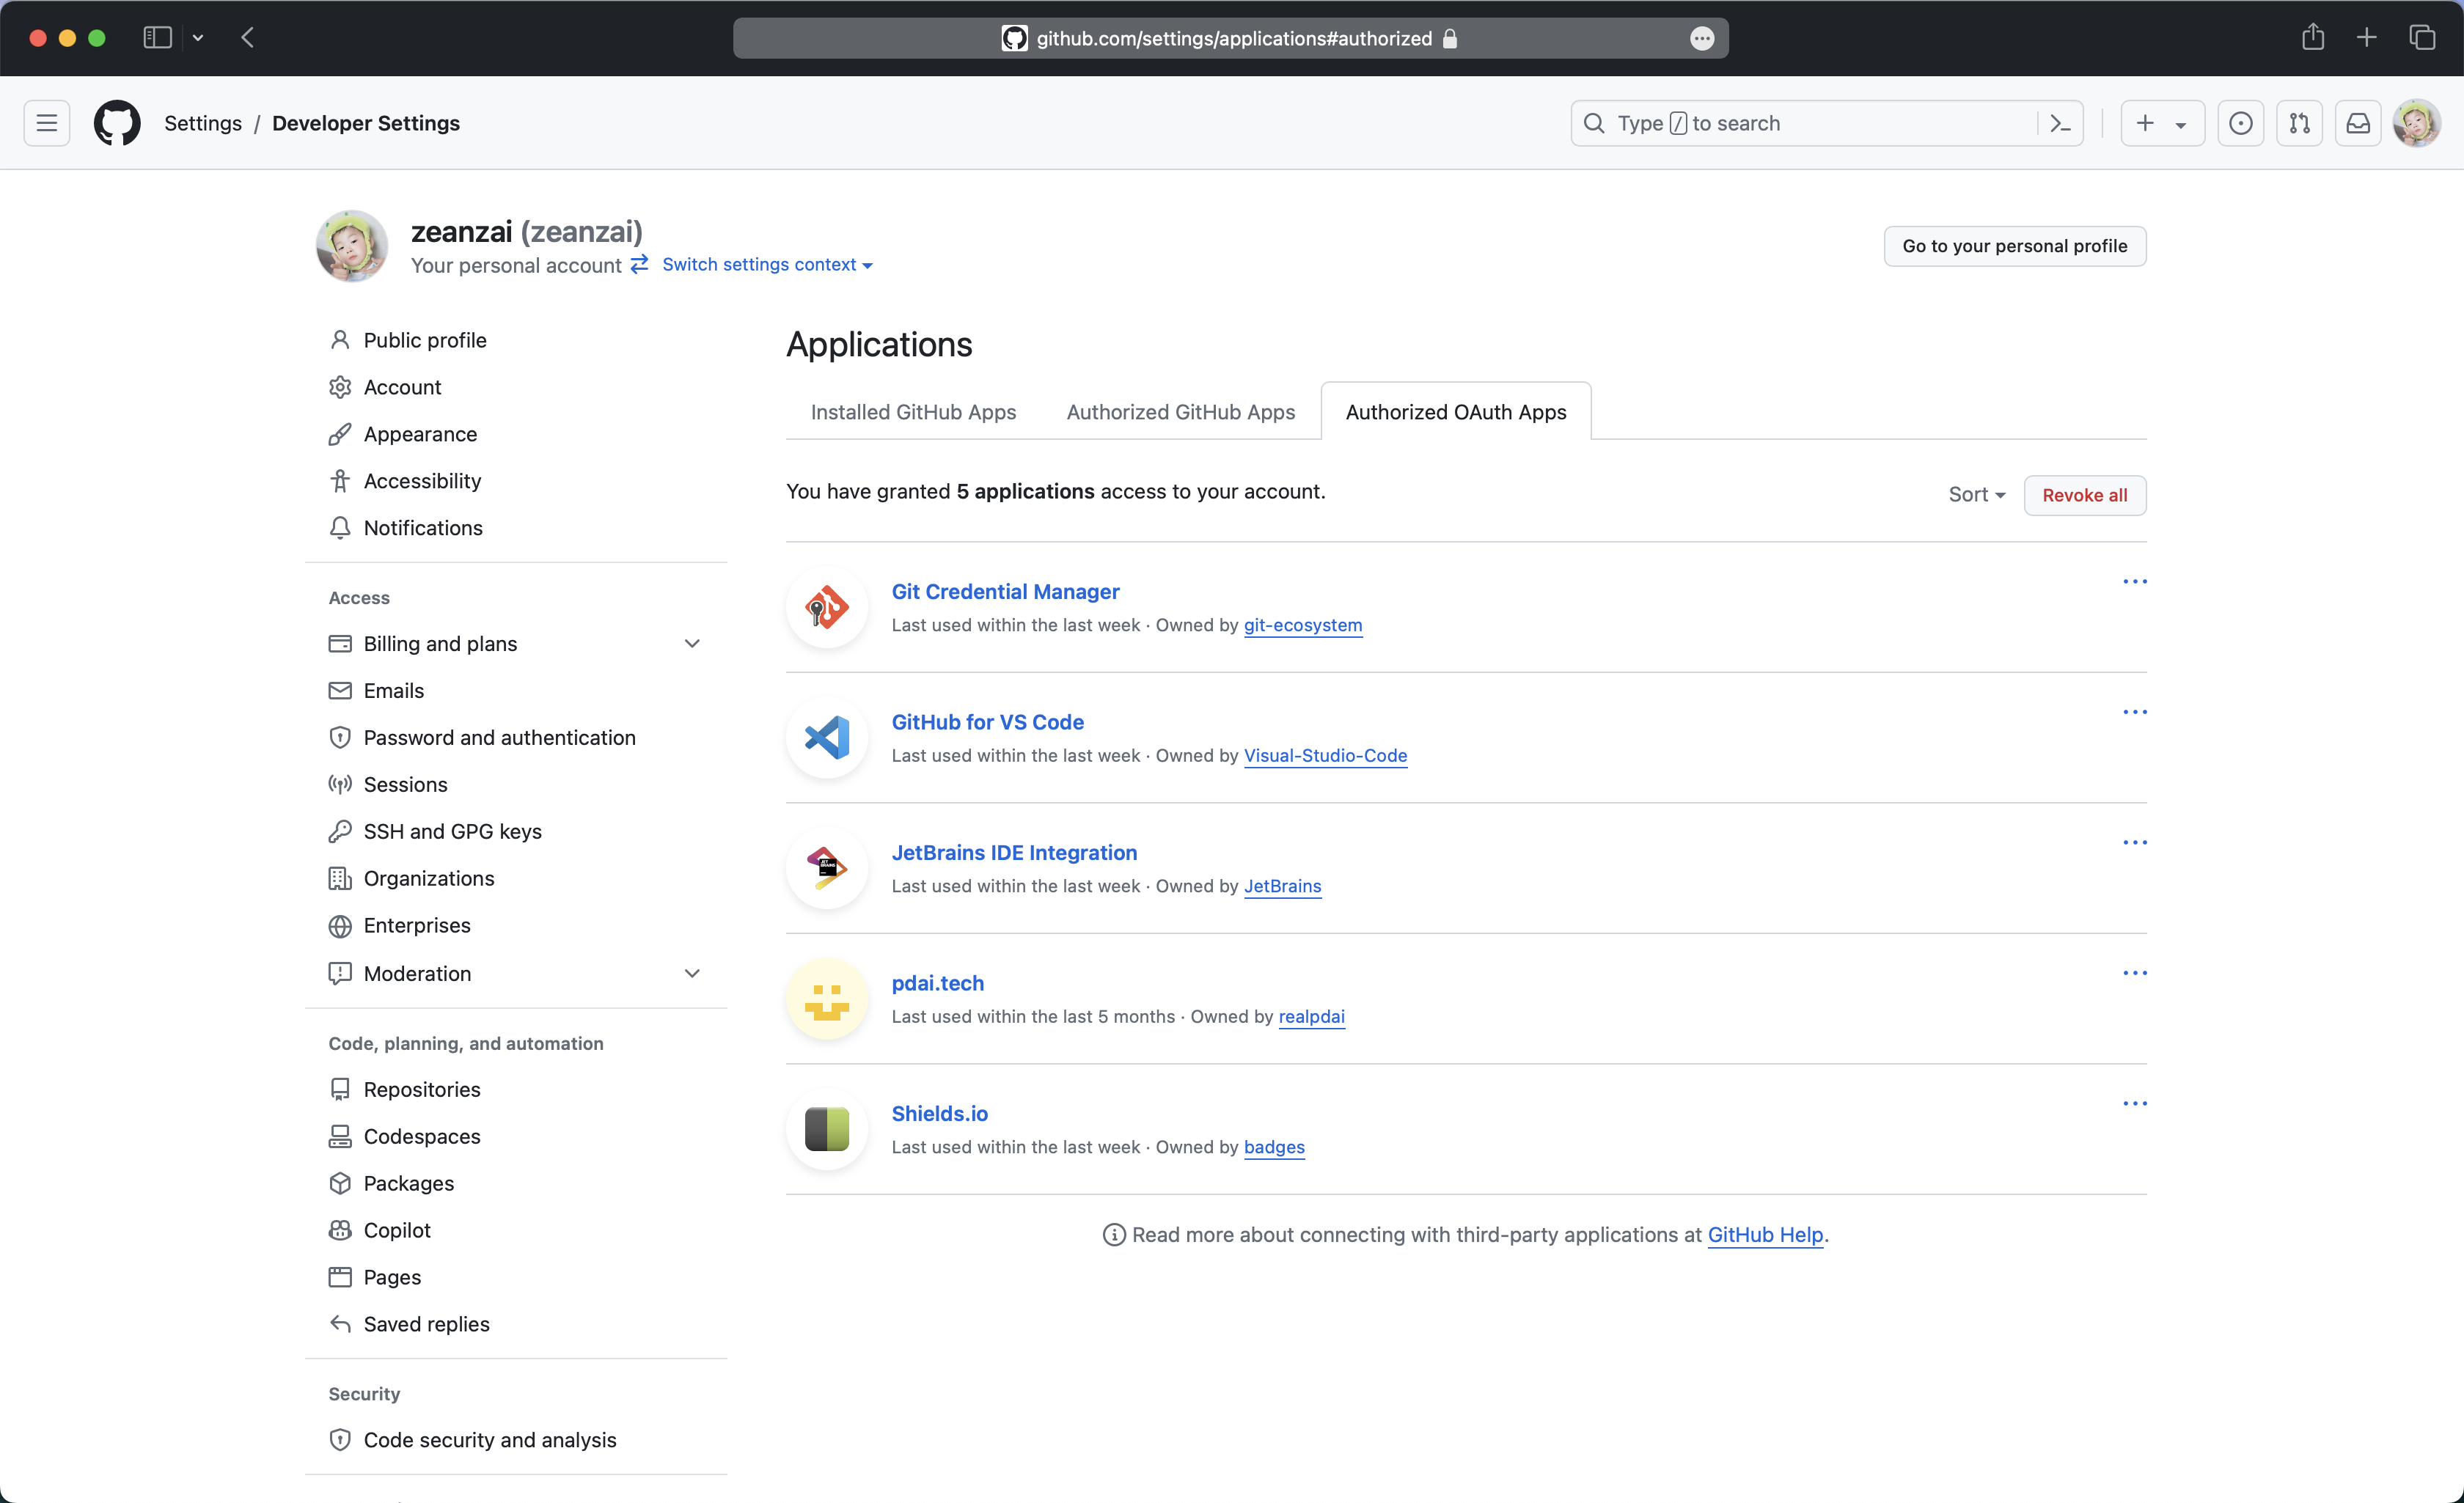 github.com/settings/applications#authorized
Settings / Developer Settings
Type / to search
zeanzai (zeanzai)
Your personal account Switch settings context
Go to your personal profile
Public profile
Account
Appearance
Accessibility
Notifications
Access
Billing and plans
Emails
Password and authentication
Sessions
SSH and GPG keys
Organizations
Enterprises
Moderation
Code, planning, and automation
Repositories
Codespaces
Packages
Copilot
Pages
Saved replies
Security
Code security and analysis
Applications
Installed GitHub Apps
Authorized GitHub Apps
Authorized OAuth Apps
You have granted 5 applications access to your account.
Sort
Revoke all
Git Credential Manager
Last used within the last week · Owned by git-ecosystem
GitHub for VS Code
Last used within the last week · Owned by Visual-Studio-Code
JetBrains IDE Integration
Last used within the last week · Owned by JetBrains
pdai.tech
Last used within the last 5 months · Owned by realpdai
Shields.io
Last used within the last week · Owned by badges
Read more about connecting with third-party applications at GitHub Help.